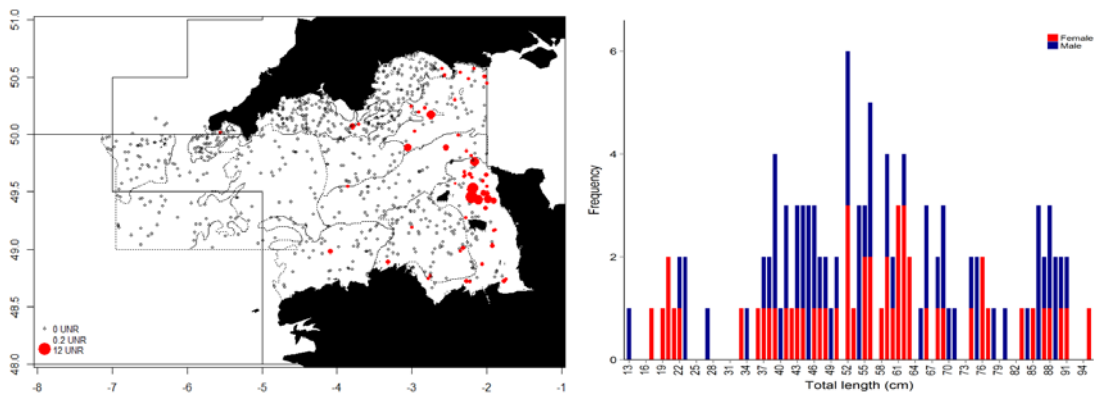 51.0
50.5
50.0
49.5
49.0
48.5
48.0
0 UNR
0.2 UNR
12 UNR
-8 -7 -6 -5 -4 -3 -2 -1
Female
Male
6
4
2
0
Frequency
13 16 19 22 25 28 31 34 37 40 43 46 49 52 55 58 61 64 67 70 73 76 79 82 85 88 91 94
Total length (cm)